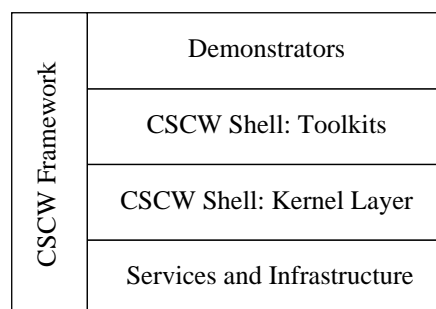 CSCW Framework
Demonstrators
CSCW Shell: Toolkits
CSCW Shell: Kernel Layer
Services and Infrastructure